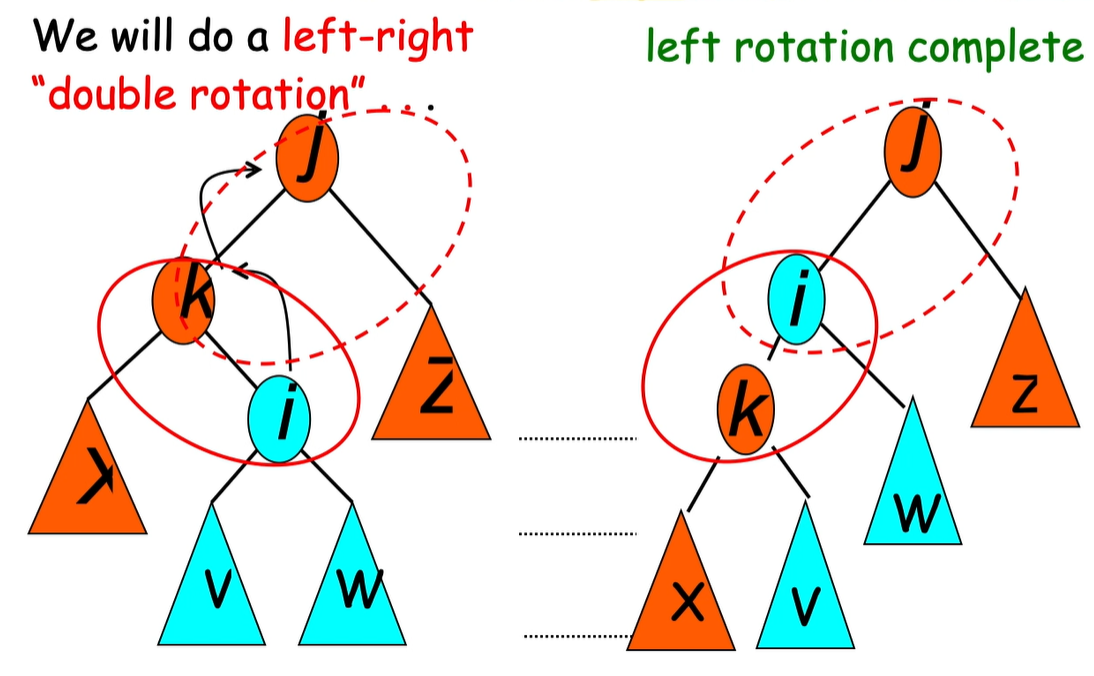 We will do a left-right
"double rotation" . . .
left rotation complete
j
k
i
Z
X
V
W
j
i
k
Z
W
X
V